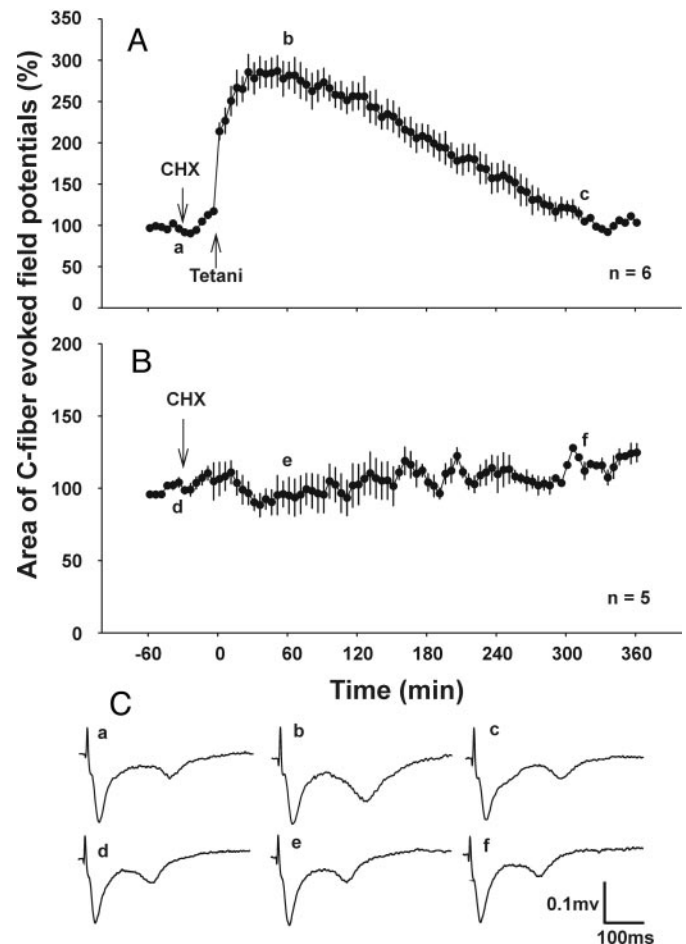 A
350
300
250
200
150
100
50
0
b
CHX
a
Tetani
c
n = 6
Area of C-fiber evoked field potentials (%)
B
200
150
100
50
0
CHX
d
e
f
n = 5
-60 0 60 120 180 240 300 360
Time (min)
C
a b c
d e f
0.1mv
100ms